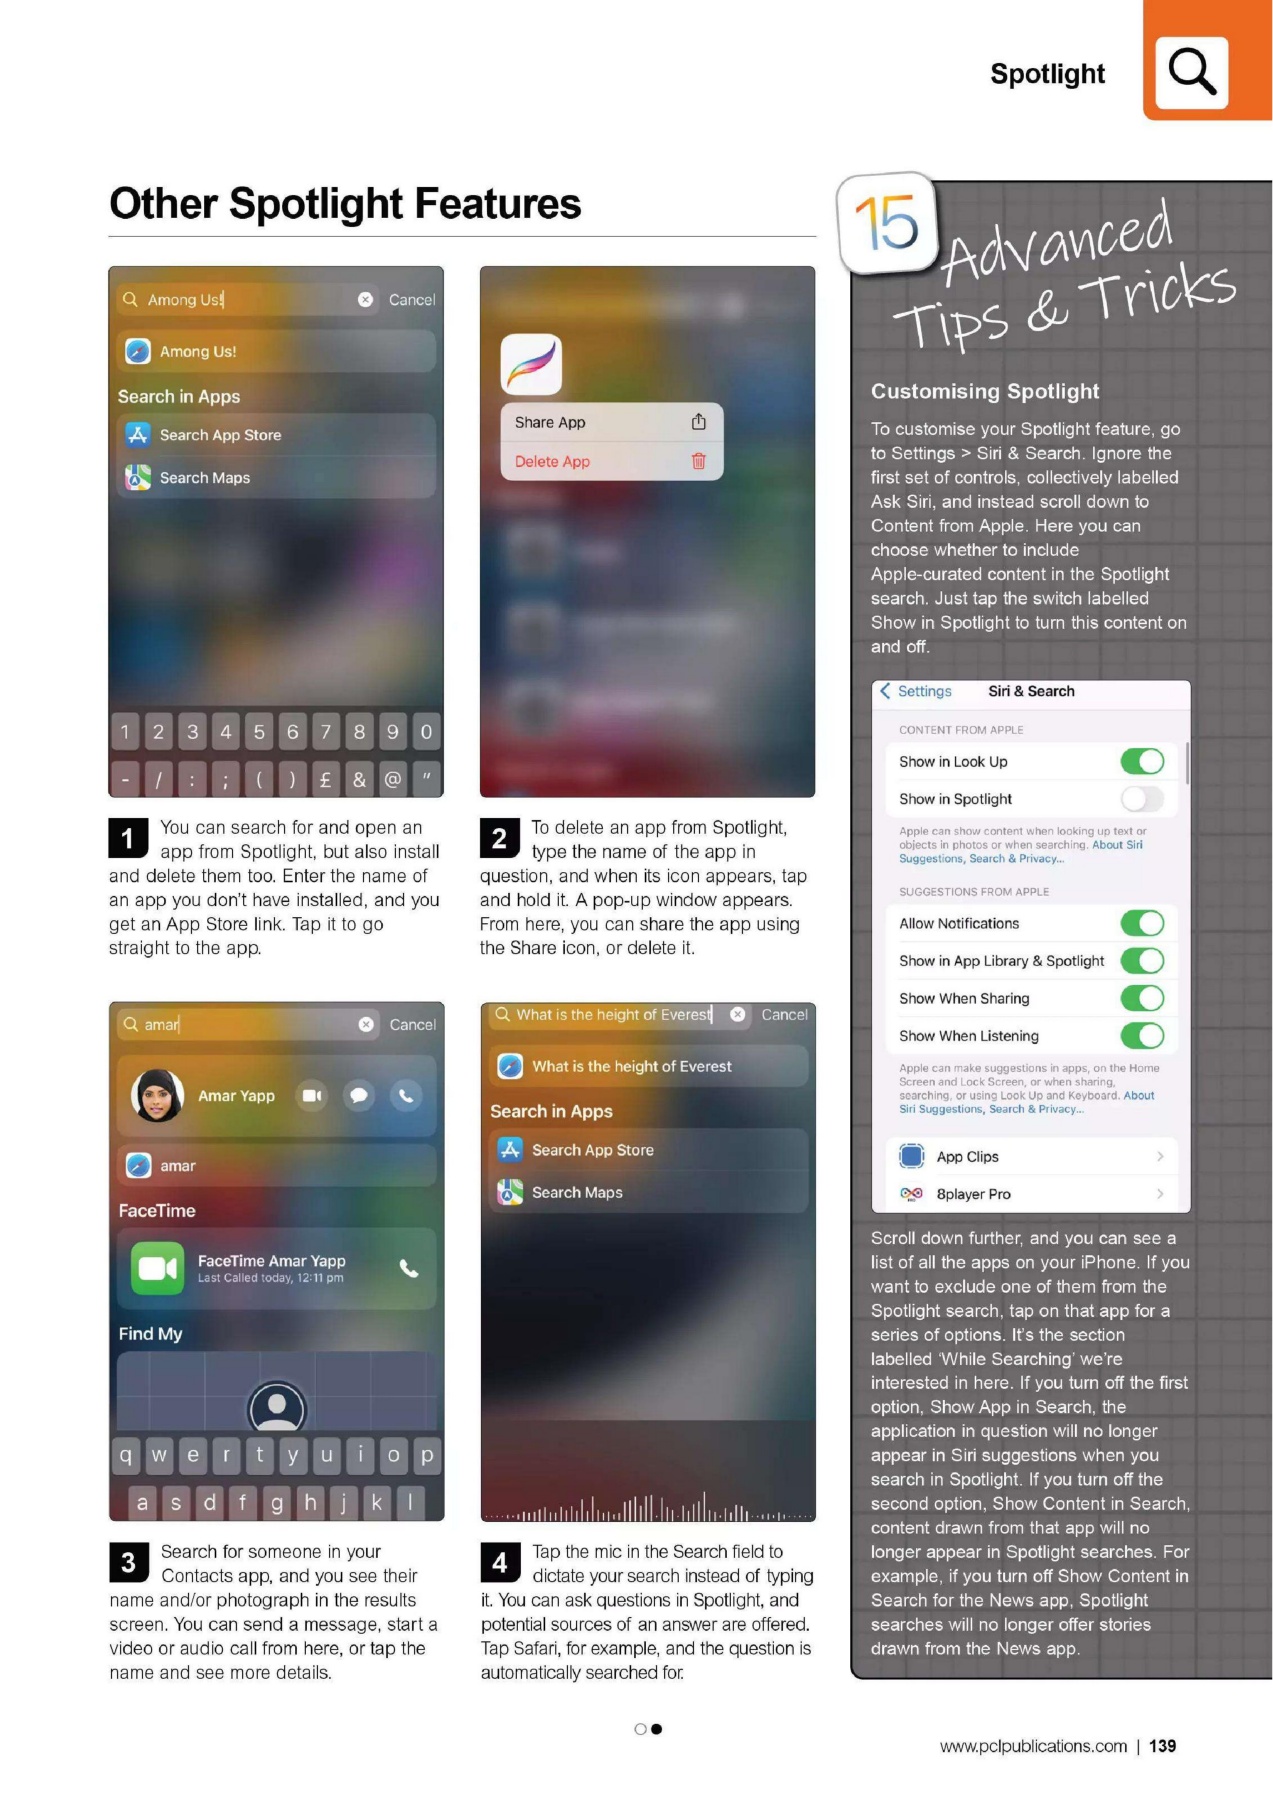 Spotlight
Other Spotlight Features
Among Us!
Cancel
Among Us!
Search in Apps
Search App Store
Search Maps
1 2 3 4 5 6 7 8 9 0
- / : ; ( ) £ & @ "
1 You can search for and open an
app from Spotlight, but also install
and delete them too. Enter the name of
an app you don't have installed, and you
get an App Store link. Tap it to go
straight to the app.
Share App
Delete App
2 To delete an app from Spotlight,
type the name of the app in
question, and when its icon appears, tap
and hold it. A pop-up window appears.
From here, you can share the app using
the Share icon, or delete it.
amar
Cancel
Amar Yapp
amar
FaceTime
FaceTime Amar Yapp
Last Called today, 12:11 pm
Find My
q w e r t y u i o p
a s d f g h j k l
3 Search for someone in your
Contacts app, and you see their
name and/or photograph in the results
screen. You can send a message, start a
video or audio call from here, or tap the
name and see more details.
What is the height of Everest
Cancel
What is the height of Everest
Search in Apps
Search App Store
Search Maps
4 Tap the mic in the Search field to
dictate your search instead of typing
it. You can ask questions in Spotlight, and
potential sources of an answer are offered.
Tap Safari, for example, and the question is
automatically searched for.
15
Advanced
Tips & Tricks
Customising Spotlight
To customise your Spotlight feature, go
to Settings > Siri & Search. Ignore the
first set of controls, collectively labelled
Ask Siri, and instead scroll down to
Content from Apple. Here you can
choose whether to include
Apple-curated content in the Spotlight
search. Just tap the switch labelled
Show in Spotlight to turn this content on
and off.
Settings
Siri & Search
CONTENT FROM APPLE
Show in Look Up
Show in Spotlight
Apple can show content when looking up text or
objects in photos or when searching. About Siri
Suggestions, Search & Privacy...
SUGGESTIONS FROM APPLE
Allow Notifications
Show in App Library & Spotlight
Show When Sharing
Show When Listening
Apple can make suggestions in apps, on the Home
Screen and Lock Screen, or when sharing,
searching, or using Look Up and Keyboard. About
Siri Suggestions, Search & Privacy...
App Clips
8player Pro
Scroll down further, and you can see a
list of all the apps on your iPhone. If you
want to exclude one of them from the
Spotlight search, tap on that app for a
series of options. It's the section
labelled 'While Searching' we're
interested in here. If you turn off the first
option, Show App in Search, the
application in question will no longer
appear in Siri suggestions when you
search in Spotlight. If you turn off the
second option, Show Content in Search,
content drawn from that app will no
longer appear in Spotlight searches. For
example, if you turn off Show Content in
Search for the News app, Spotlight
searches will no longer offer stories
drawn from the News app.
www.pclpublications.com | 139